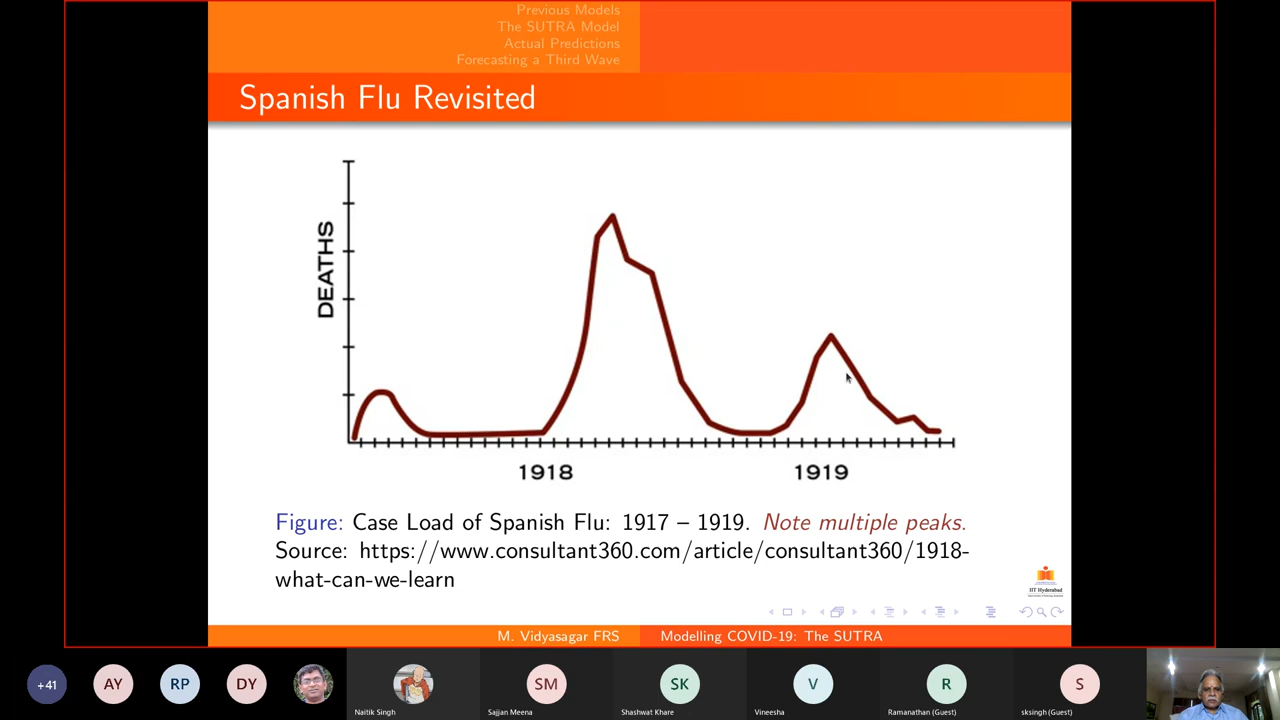 Previous Models
The SUTRA Model
Actual Predictions
Forecasting a Third Wave
Spanish Flu Revisited
DEATHS
1918
1919
Figure: Case Load of Spanish Flu: 1917 – 1919. Note multiple peaks.
Source: https://www.consultant360.com/article/consultant360/1918-
what-can-we-learn
IIT Hyderabad
M. Vidyasagar FRS
Modelling COVID-19: The SUTRA
+41
AY
RP
DY
Naitik Singh
SM
Sajjan Meena
SK
Shashwat Khare
V
Vineesha
R
Ramanathan (Guest)
S
sksingh (Guest)